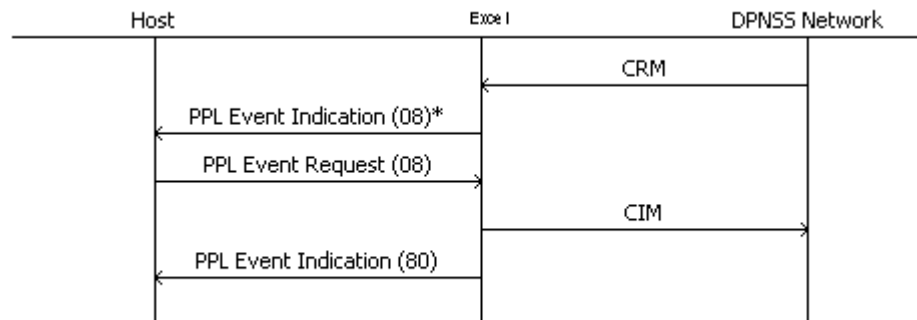 Host Excel DPNSS Network
CRM
PPL Event Indication (08)*
PPL Event Request (08)
CIM
PPL Event Indication (80)